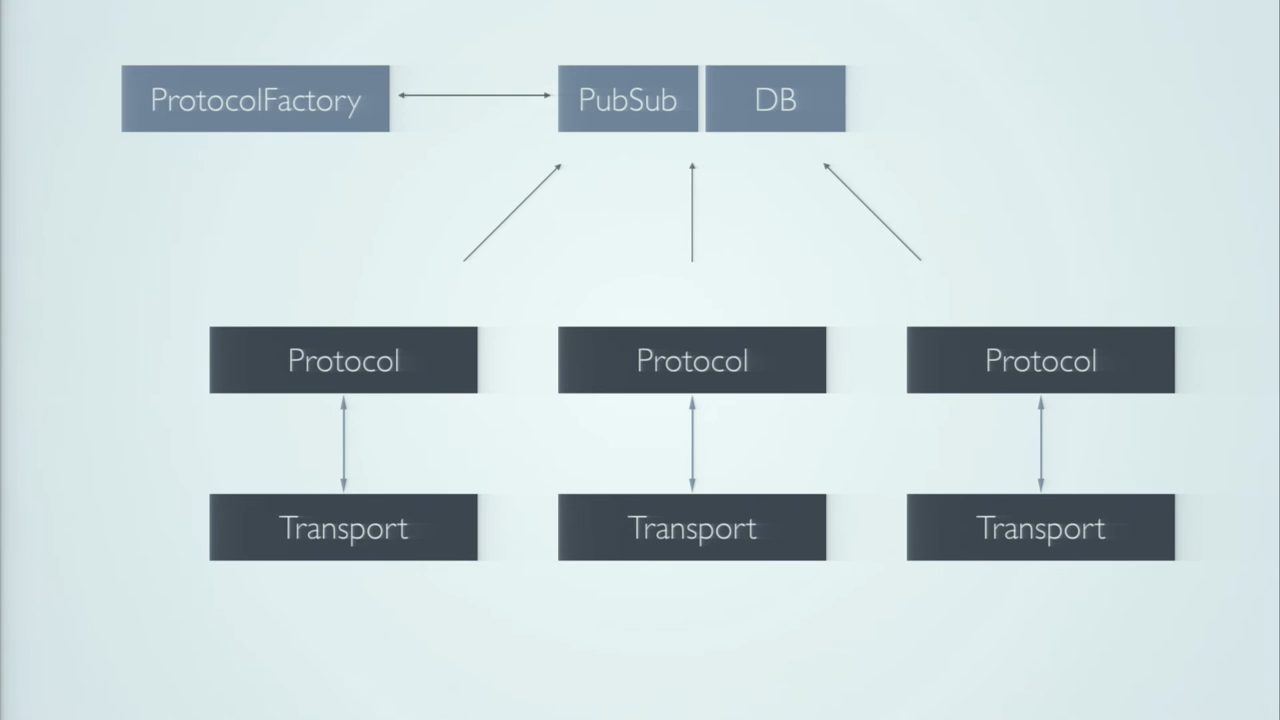 ProtocolFactory
PubSub
DB
Protocol
Protocol
Protocol
Transport
Transport
Transport